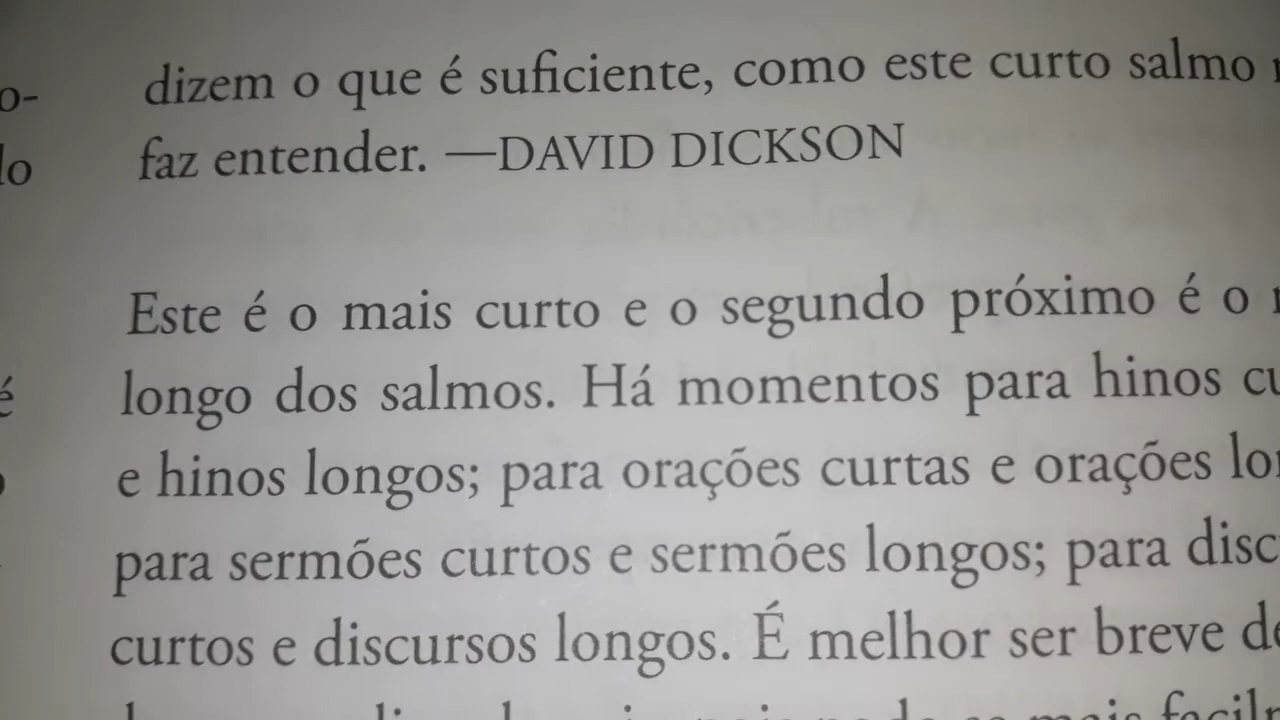 dizem o que é suficiente, como este curto salmo
faz entender. —DAVID DICKSON
Este é o mais curto e o segundo próximo é o
longo dos salmos. Há momentos para hinos
e hinos longos; para orações curtas e orações
para sermões curtos e sermões longos; para
curtos e discursos longos. É melhor ser breve